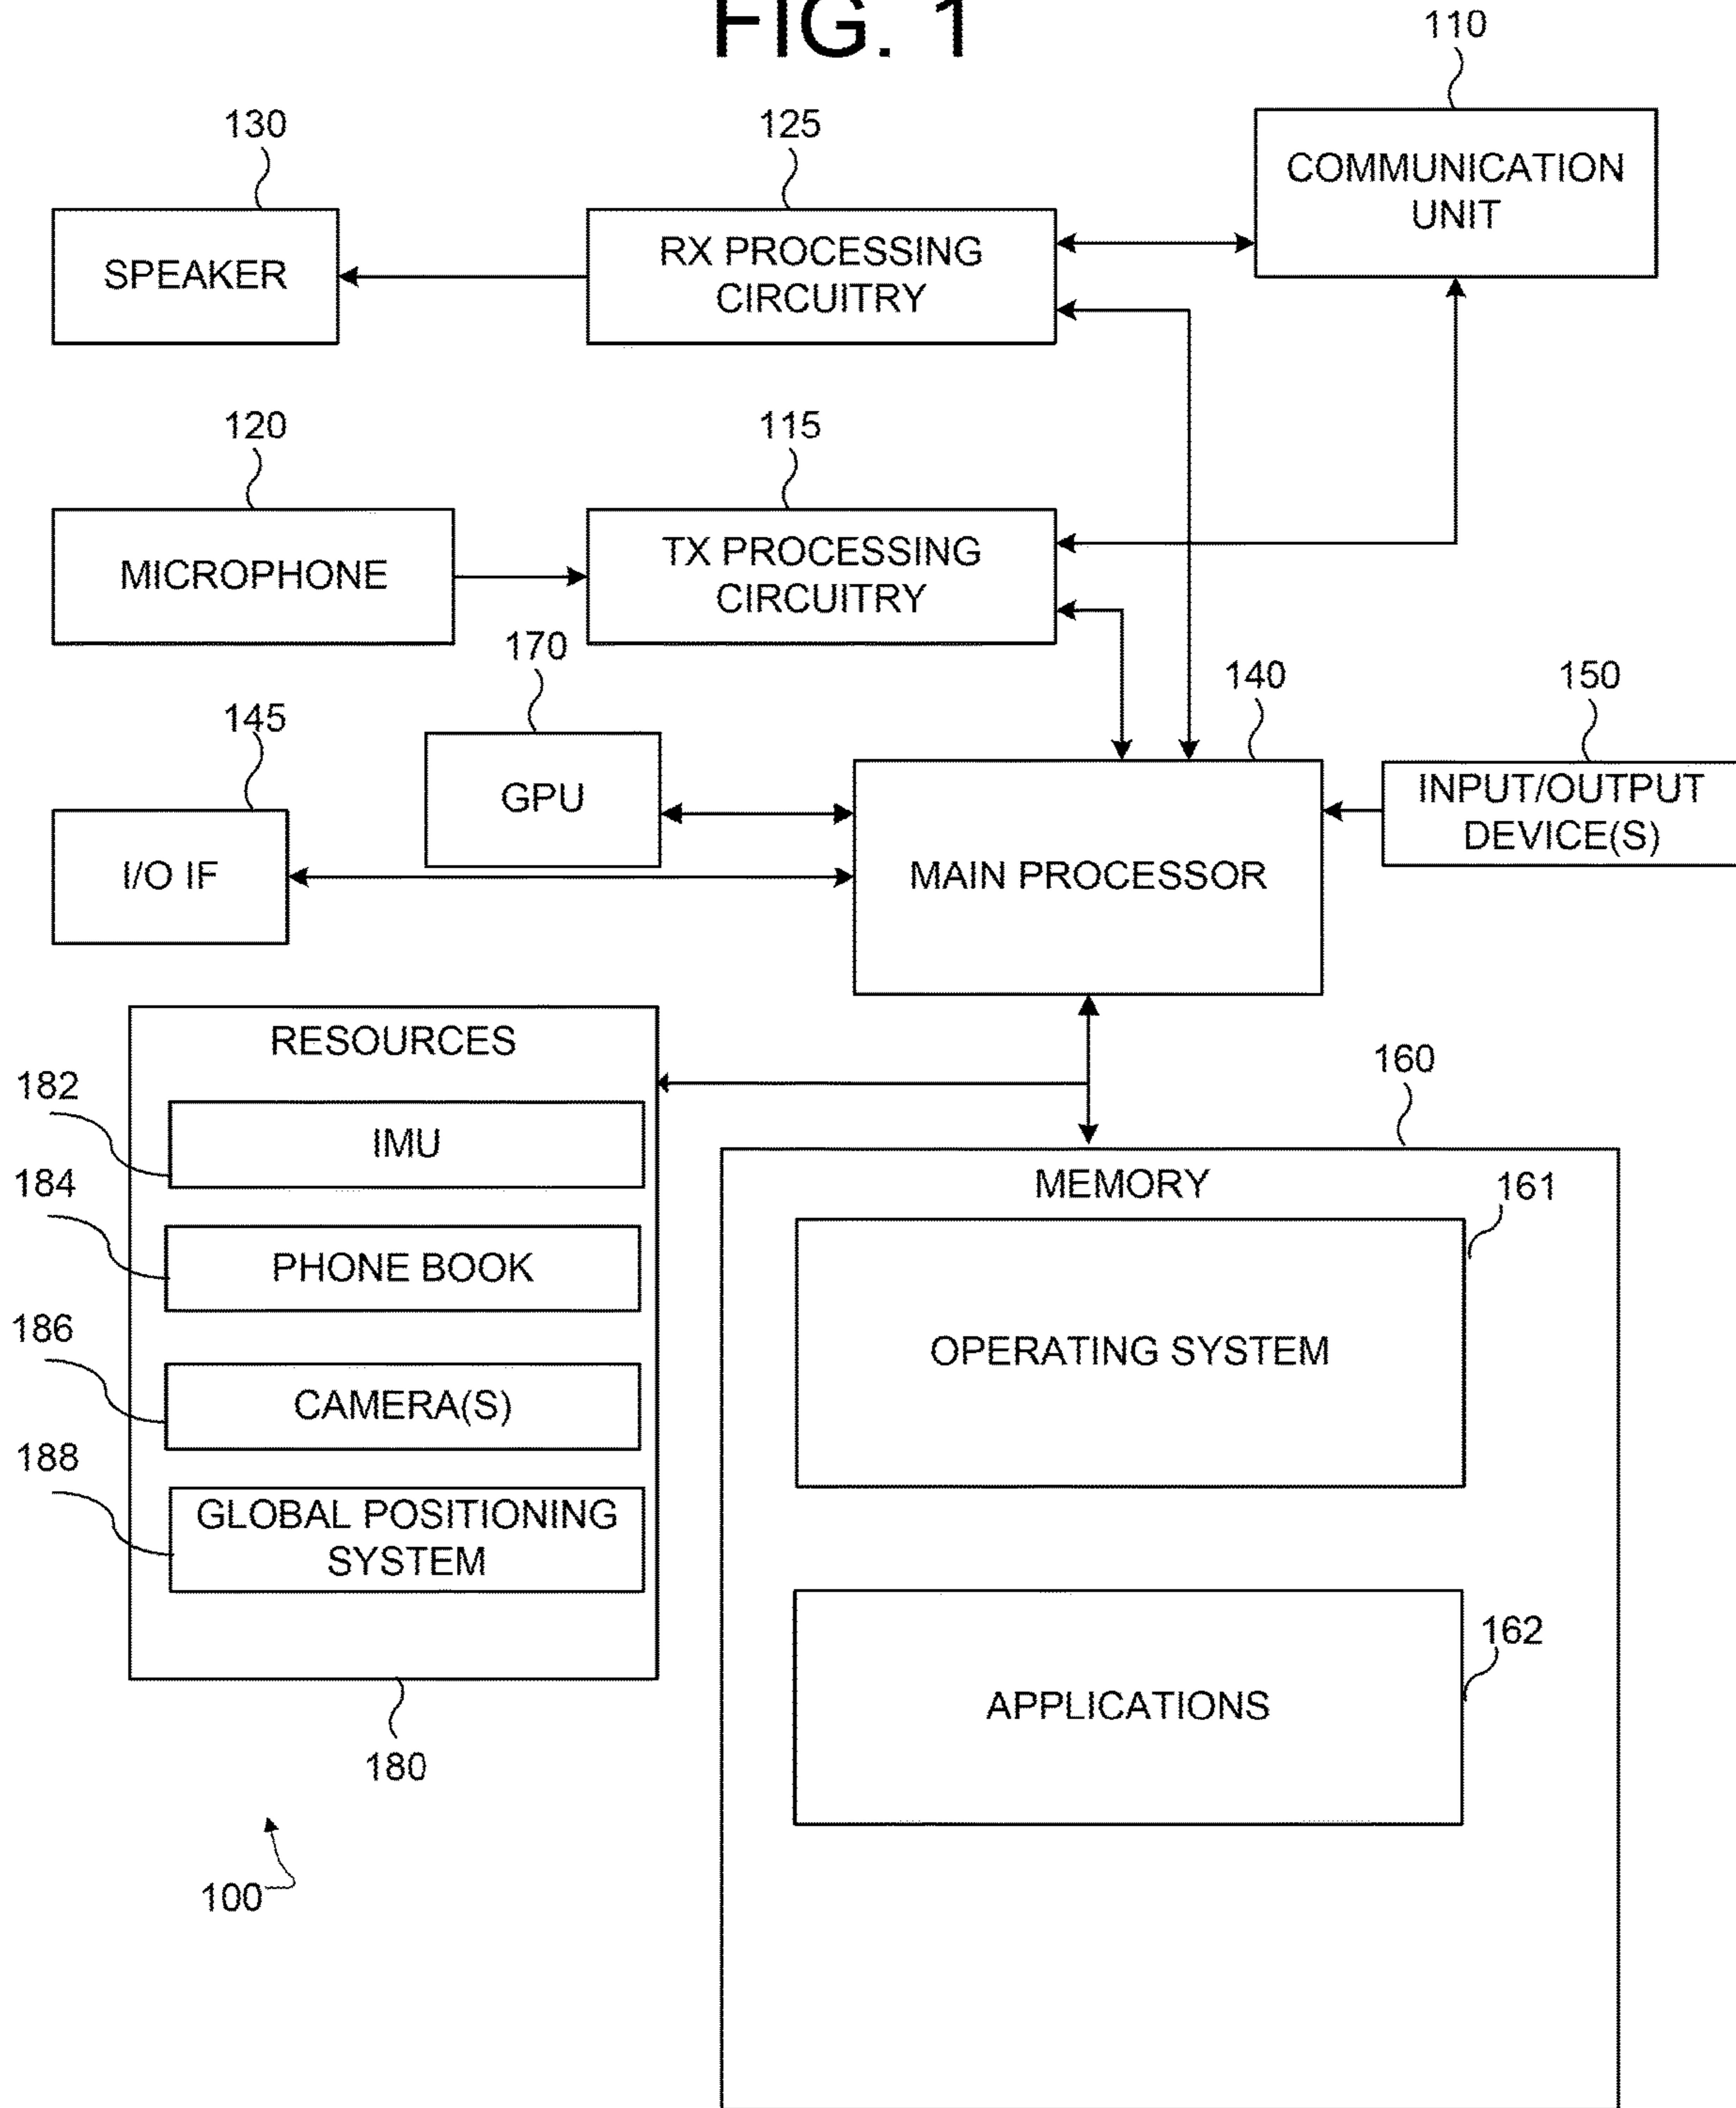 FIG. 1
110
130
125
COMMUNICATION
UNIT
SPEAKER
RX PROCESSING
CIRCUITRY
120
115
MICROPHONE
TX PROCESSING
CIRCUITRY
170
140
150
145
GPU
INPUT/OUTPUT
DEVICE(S)
I/O IF
MAIN PROCESSOR
RESOURCES
160
182
IMU
MEMORY
161
184
PHONE BOOK
OPERATING SYSTEM
186
CAMERA(S)
188
GLOBAL POSITIONING
SYSTEM
162
APPLICATIONS
180
100